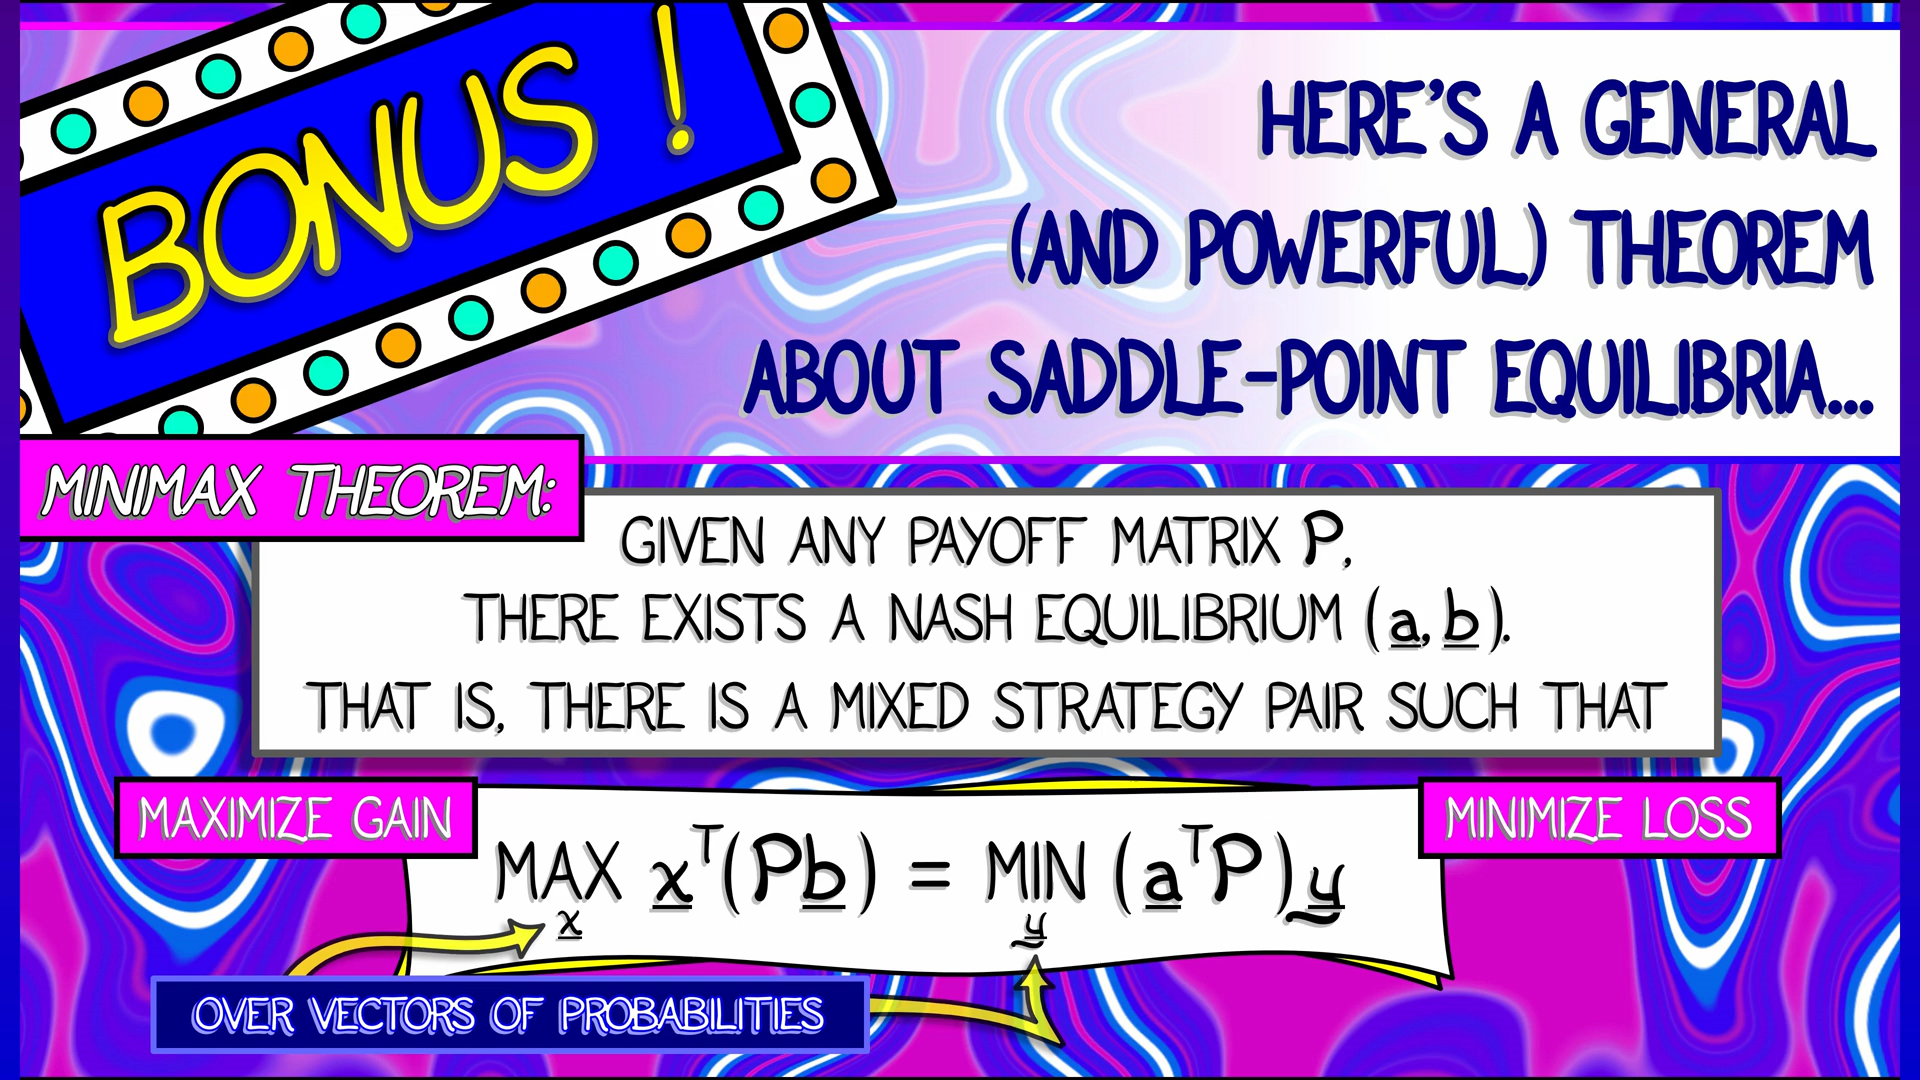 BONUS !
HERE'S A GENERAL
(AND POWERFUL) THEOREM
ABOUT SADDLE-POINT EQUILIBRIA...
MINIMAX THEOREM:
GIVEN ANY PAYOFF MATRIX P,
THERE EXISTS A NASH EQUILIBRIUM (a, b).
THAT IS, THERE IS A MIXED STRATEGY PAIR SUCH THAT
MAXIMIZE GAIN
MINIMIZE LOSS
MAX x^T(Pb) = MIN (a^TP)y
x y
OVER VECTORS OF PROBABILITIES